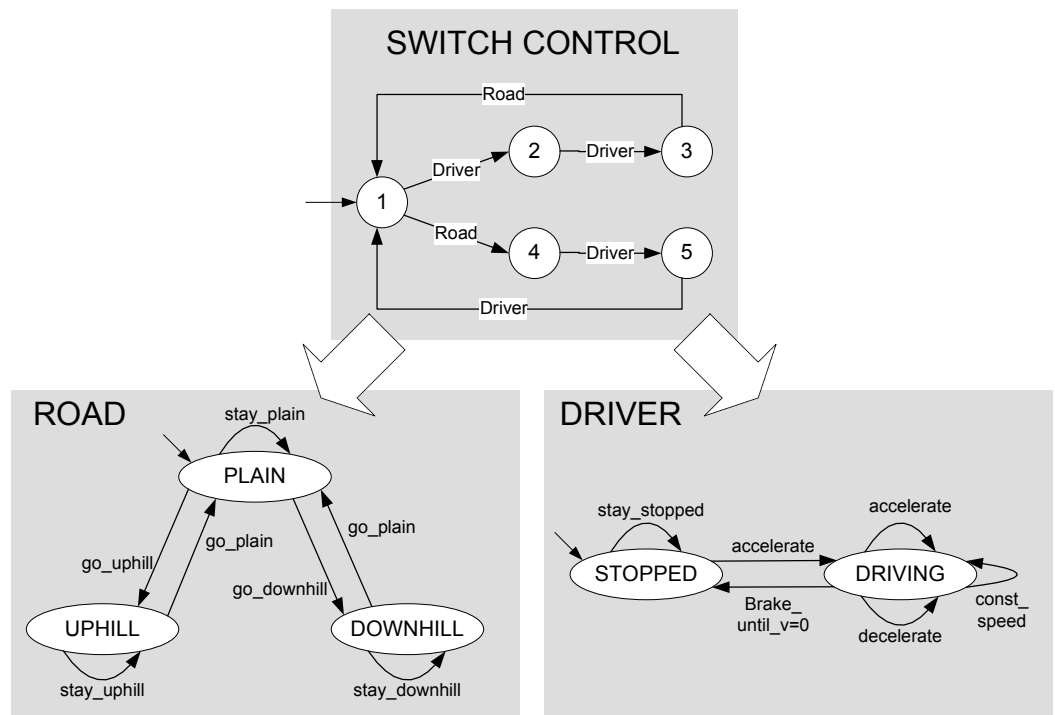 SWITCH CONTROL
Road
2
Driver
3
Driver
1
Road
4
Driver
5
Driver
ROAD
stay_plain
PLAIN
go_plain
go_plain
go_uphill
go_downhill
UPHILL
DOWNHILL
stay_uphill
stay_downhill
DRIVER
stay_stopped
accelerate
accelerate
STOPPED
DRIVING
Brake_
until_v=0
const_
speed
decelerate